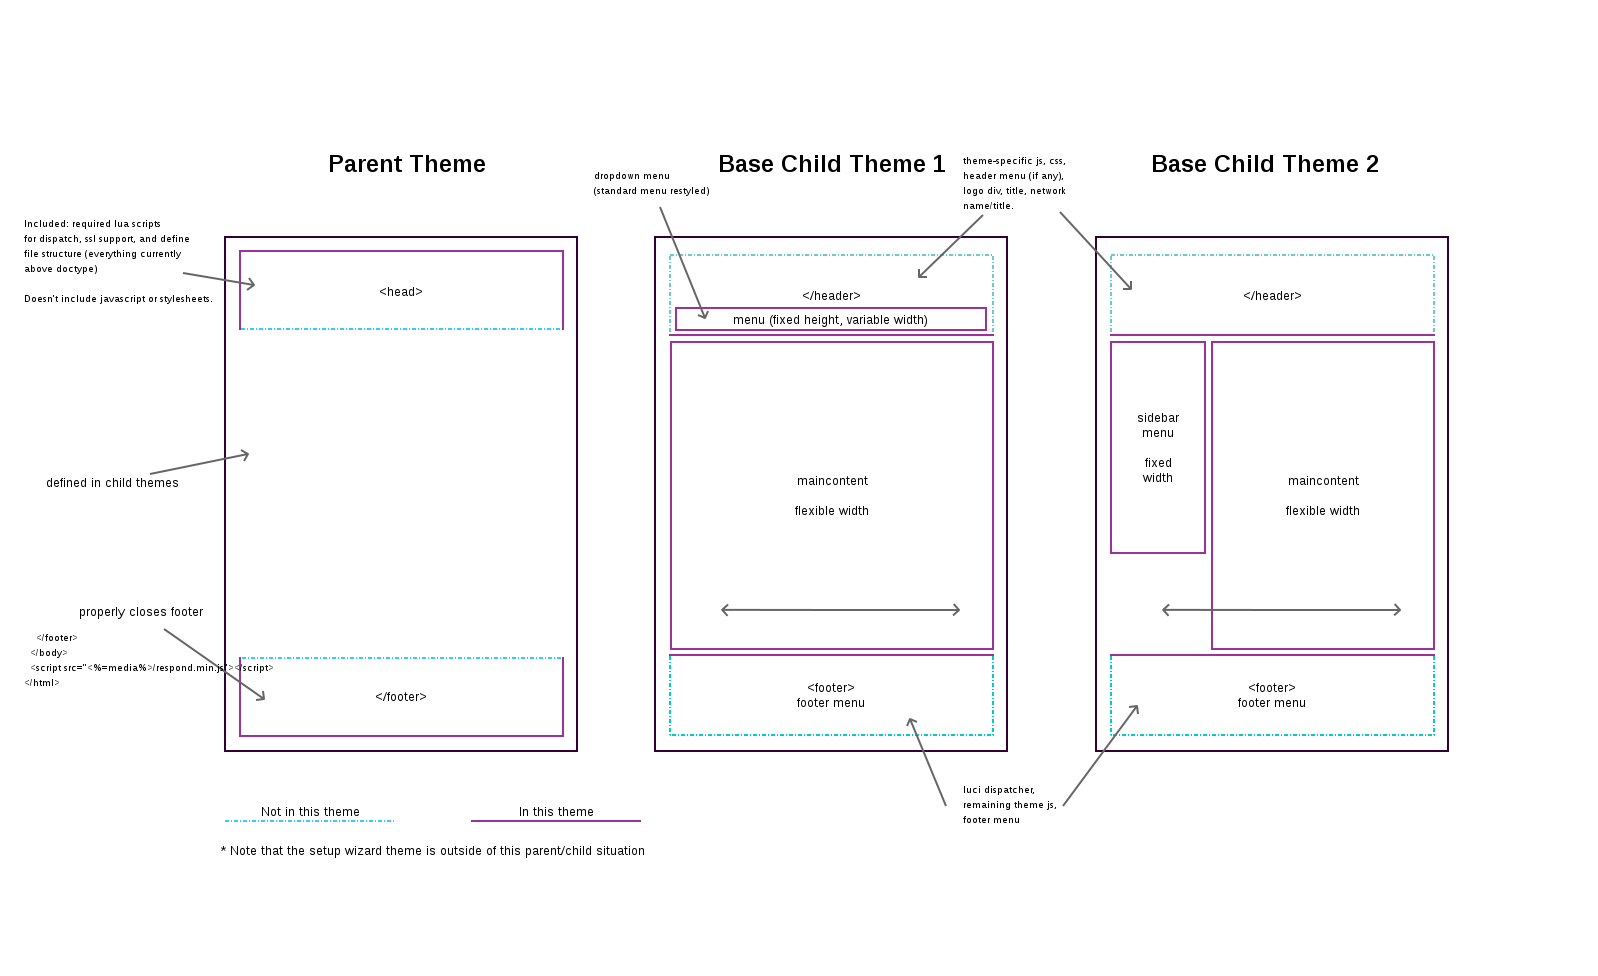 Parent Theme
Base Child Theme 1
Base Child Theme 2
dropdown menu
(standard menu restyled)
theme-specific js, css,
header menu (if any),
logo div, title, network
name/title.
Included: required lua scripts
for dispatch, ssl support, and define
file structure (everything currently
above doctype)
Doesn't include javascript or stylesheets.
<head>
</header>
menu (fixed height, variable width)
</header>
defined in child themes
maincontent
flexible width
sidebar
menu
fixed
width
maincontent
flexible width
properly closes footer
</footer>
</body>
<script src="<%=media%>/respond.min.js"></script>
</html>
</footer>
<footer>
footer menu
<footer>
footer menu
luci dispatcher,
remaining theme js,
footer menu
Not in this theme
In this theme
* Note that the setup wizard theme is outside of this parent/child situation